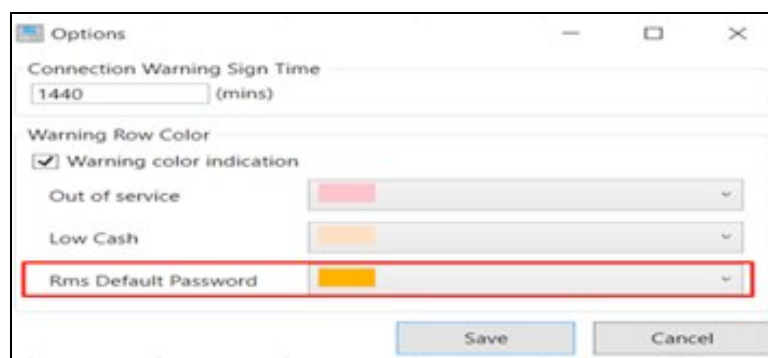 Options
Connection Warning Sign Time
1440 (mins)
Warning Row Color
Warning color indication
Out of service
Low Cash
Rms Default Password
Save Cancel